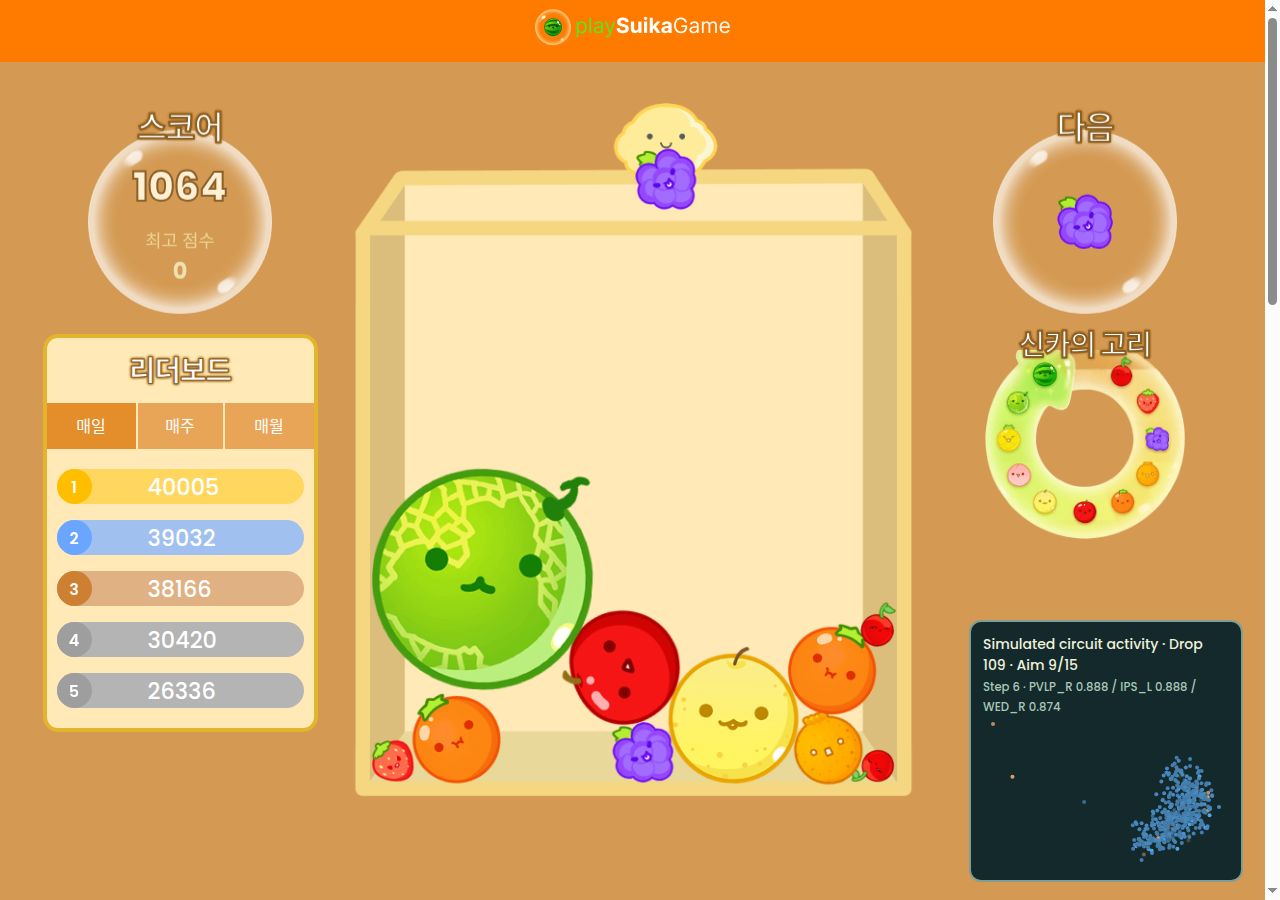 playSuikaGame
스코어
1064
최고 점수
0
다음
신카의 고리
리더보드
매일 매주 매월
1 40005
2 39032
3 38166
4 30420
5 26336
Simulated circuit activity · Drop
109 · Aim 9/15
Step 6 · PVLP_R 0.888 / IPS_L 0.888 /
WED_R 0.874